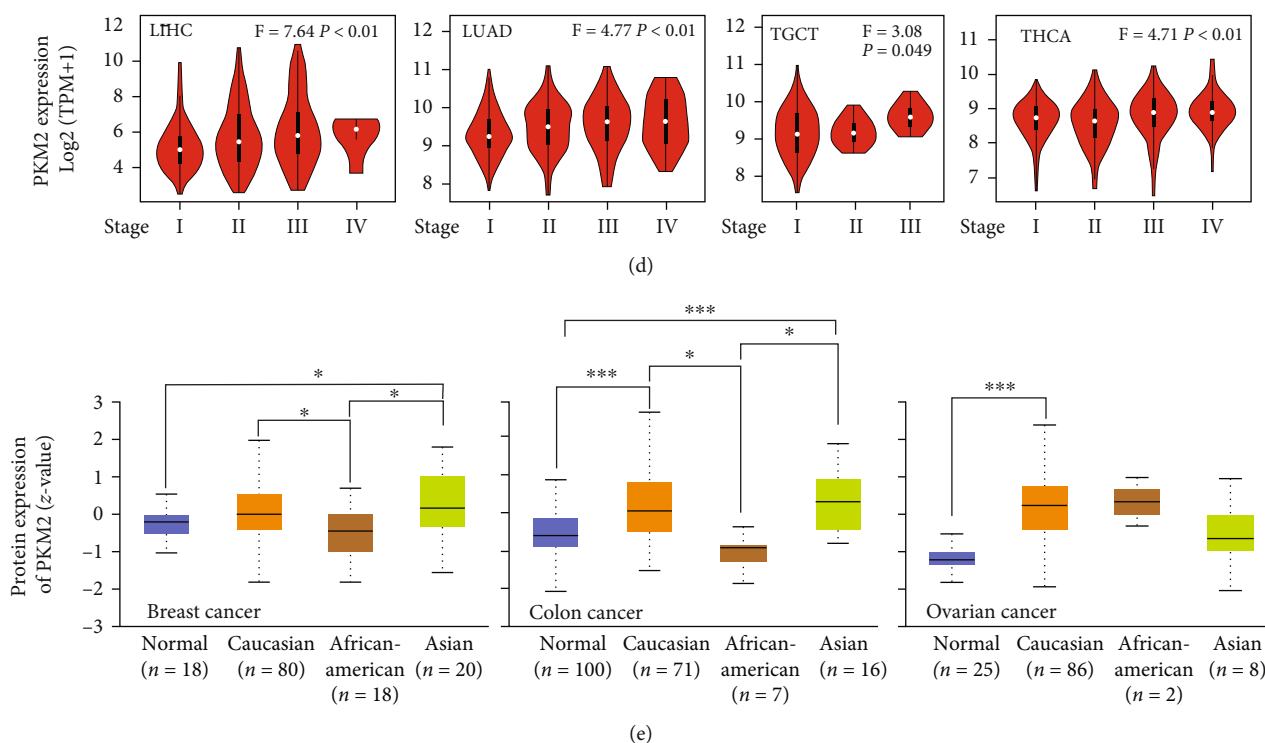 PKM2 expression
Log2 (TPM+1)
LIHC
F = 7.64 P < 0.01
12
10
8
6
4
Stage I II III IV
LUAD
F = 4.77 P < 0.01
12
11
10
9
8
Stage I II III IV
TGCT
F = 3.08
P = 0.049
12
11
10
9
8
Stage I II III
THCA
F = 4.71 P < 0.01
11
10
9
8
7
Stage I II III IV
(d)
Protein expression
of PKM2 (z-value)
3
2
1
0
−1
−2
−3
* * *
Breast cancer
Normal
(n = 18)
Caucasian
(n = 80)
African-
american
(n = 18)
Asian
(n = 20)
***
*** * *
Colon cancer
Normal
(n = 100)
Caucasian
(n = 71)
African-
american
(n = 7)
Asian
(n = 16)
***
Ovarian cancer
Normal
(n = 25)
Caucasian
(n = 86)
African-
american
(n = 2)
Asian
(n = 8)
(e)